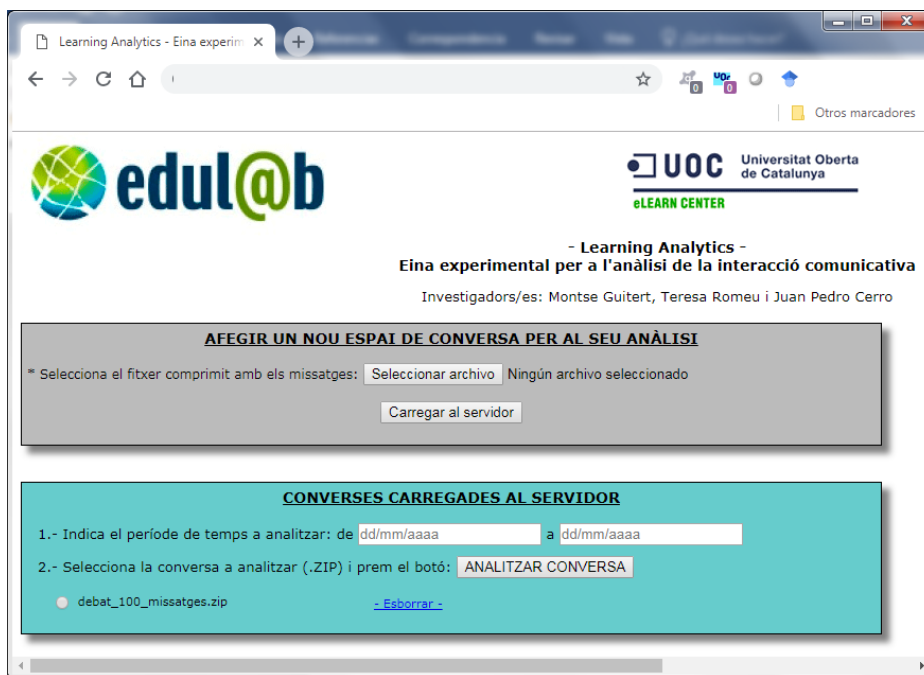 Learning Analytics - Eina experim
Otros marcadores
0
0
edul@b
UOC Universitat Oberta
de Catalunya
eLEARN CENTER
- Learning Analytics -
Eina experimental per a l'anàlisi de la interacció comunicativa
Investigadors/es: Montse Guitert, Teresa Romeu i Juan Pedro Cerro
AFEGIR UN NOU ESPAI DE CONVERSA PER AL SEU ANÀLISI
* Selecciona el fitxer comprimit amb els missatges: Seleccionar archivo Ningún archivo seleccionado
Carregar al servidor
CONVERSES CARREGADES AL SERVIDOR
1.- Indica el període de temps a analitzar: de dd/mm/aaaa a dd/mm/aaaa
2.- Selecciona la conversa a analitzar (.ZIP) i prem el botó: ANALITZAR CONVERSA
debat_100_missatges.zip - Esborrar -